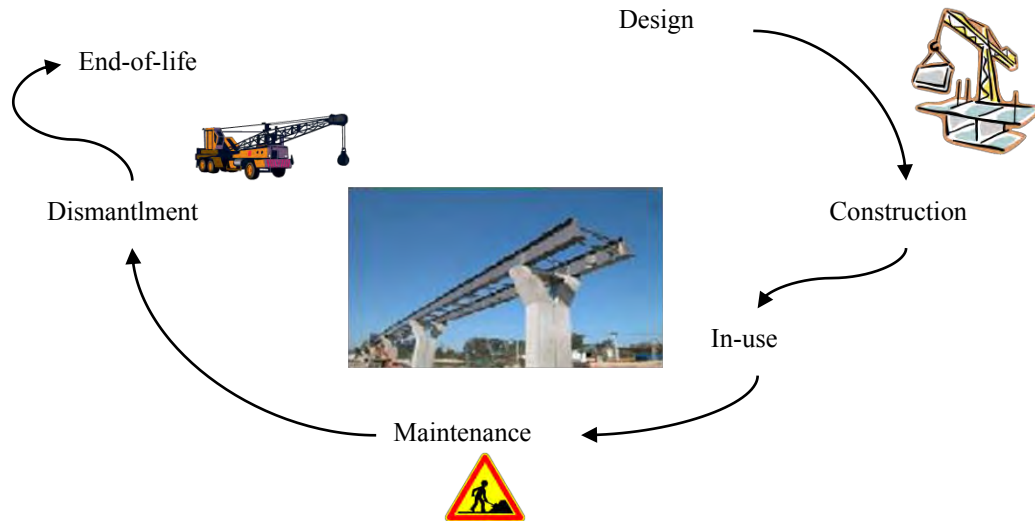 Design
End-of-life
Dismantlment
Construction
In-use
Maintenance